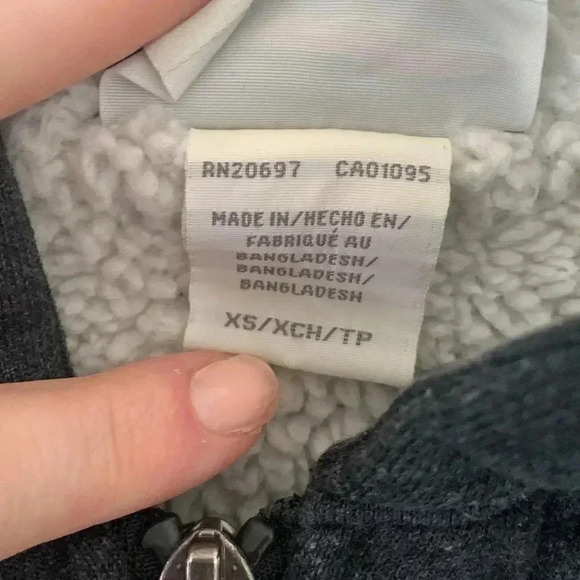 RN20697 CA01095
MADE IN/HECHO EN/
FABRIQUÉ AU
BANGLADESH/
BANGLADESH/
BANGLADESH
XS/XCH/TP